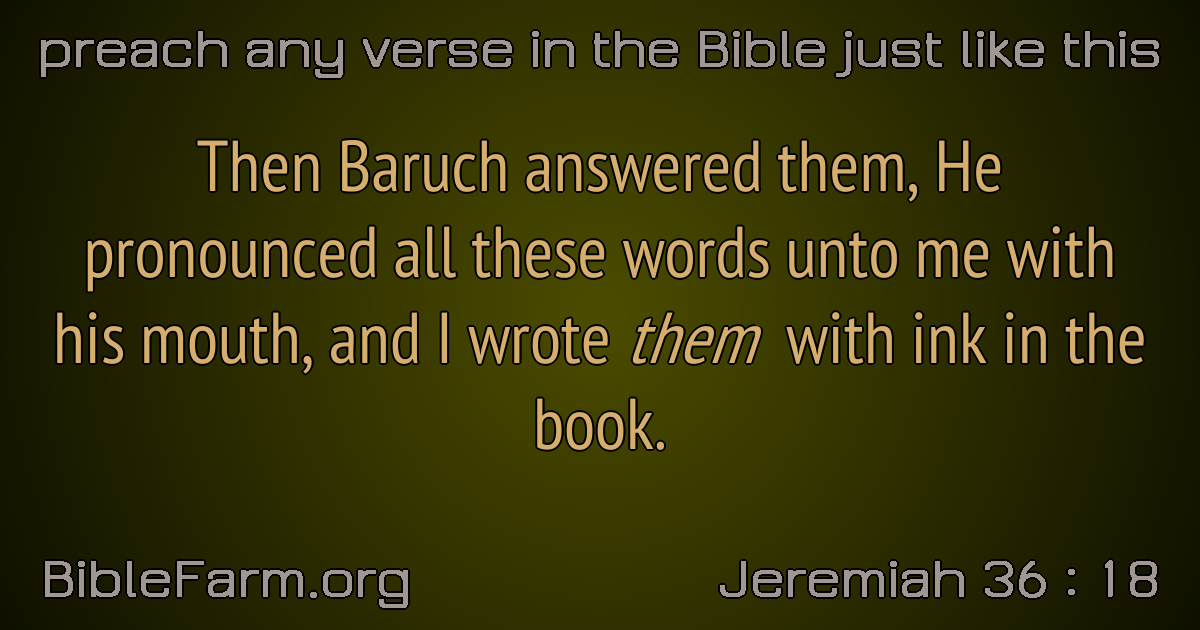 preach any verse in the Bible just like this
Then Baruch answered them, He
pronounced all these words unto me with
his mouth, and I wrote them with ink in the
book.
BibleFarm.org
Jeremiah 36 : 18